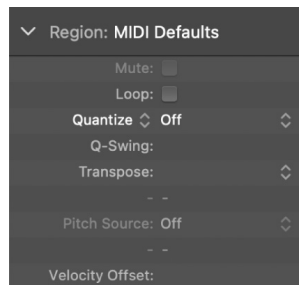 Region: MIDI Defaults
Mute:
Loop:
Quantize Off
Q-Swing:
Transpose:
- -
Pitch Source: Off
- -
Velocity Offset: